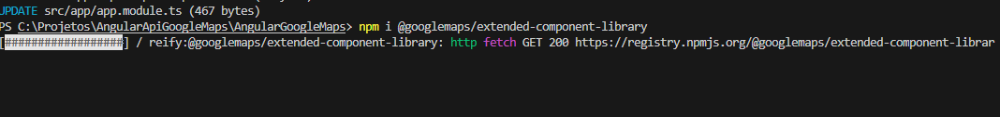 UPDATE src/app/app.module.ts (467 bytes)
PS C:\Projetos\AngularApiGoogleMaps\AngularGoogleMaps> npm i @googlemaps/extended-component-library
[##################] / reify:@googlemaps/extended-component-library: http fetch GET 200 https://registry.npmjs.org/@googlemaps/extended-component-librar